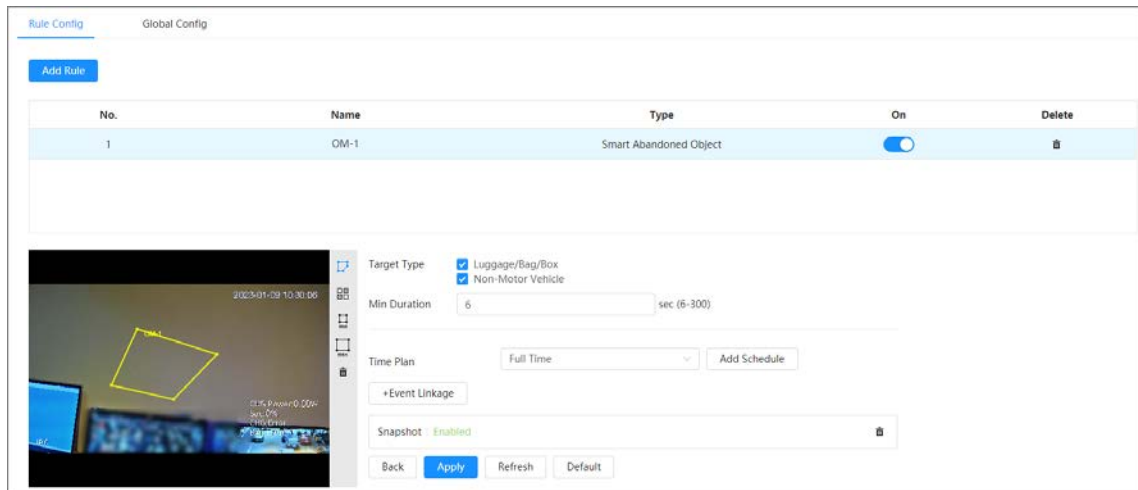 Rule Config Global Config
Add Rule
No. Name Type On Delete
1 OM-1 Smart Abandoned Object
Target Type Luggage/Bag/Box
Non-Motor Vehicle
2023-01-09 10:30:06
Min Duration 6 sec (6-300)
OM-1
Time Plan Full Time Add Schedule
+Event Linkage
Snapshot : Enabled
Back Apply Refresh Default